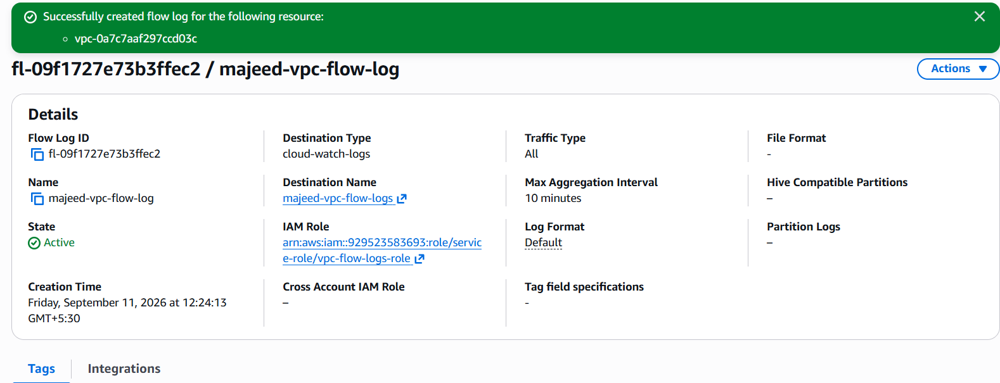 Successfully created flow log for the following resource:
vpc-0a7c7aaf297ccd03c
fl-09f1727e73b3ffec2 / majeed-vpc-flow-log
Actions
Details
Flow Log ID
fl-09f1727e73b3ffec2
Destination Type
cloud-watch-logs
Traffic Type
All
File Format
-
Name
majeed-vpc-flow-log
Destination Name
majeed-vpc-flow-logs
Max Aggregation Interval
10 minutes
Hive Compatible Partitions
–
State
Active
IAM Role
arn:aws:iam::929523583693:role/servic
e-role/vpc-flow-logs-role
Log Format
Default
Partition Logs
–
Creation Time
Friday, September 11, 2026 at 12:24:13
GMT+5:30
Cross Account IAM Role
–
Tag field specifications
-
Tags
Integrations